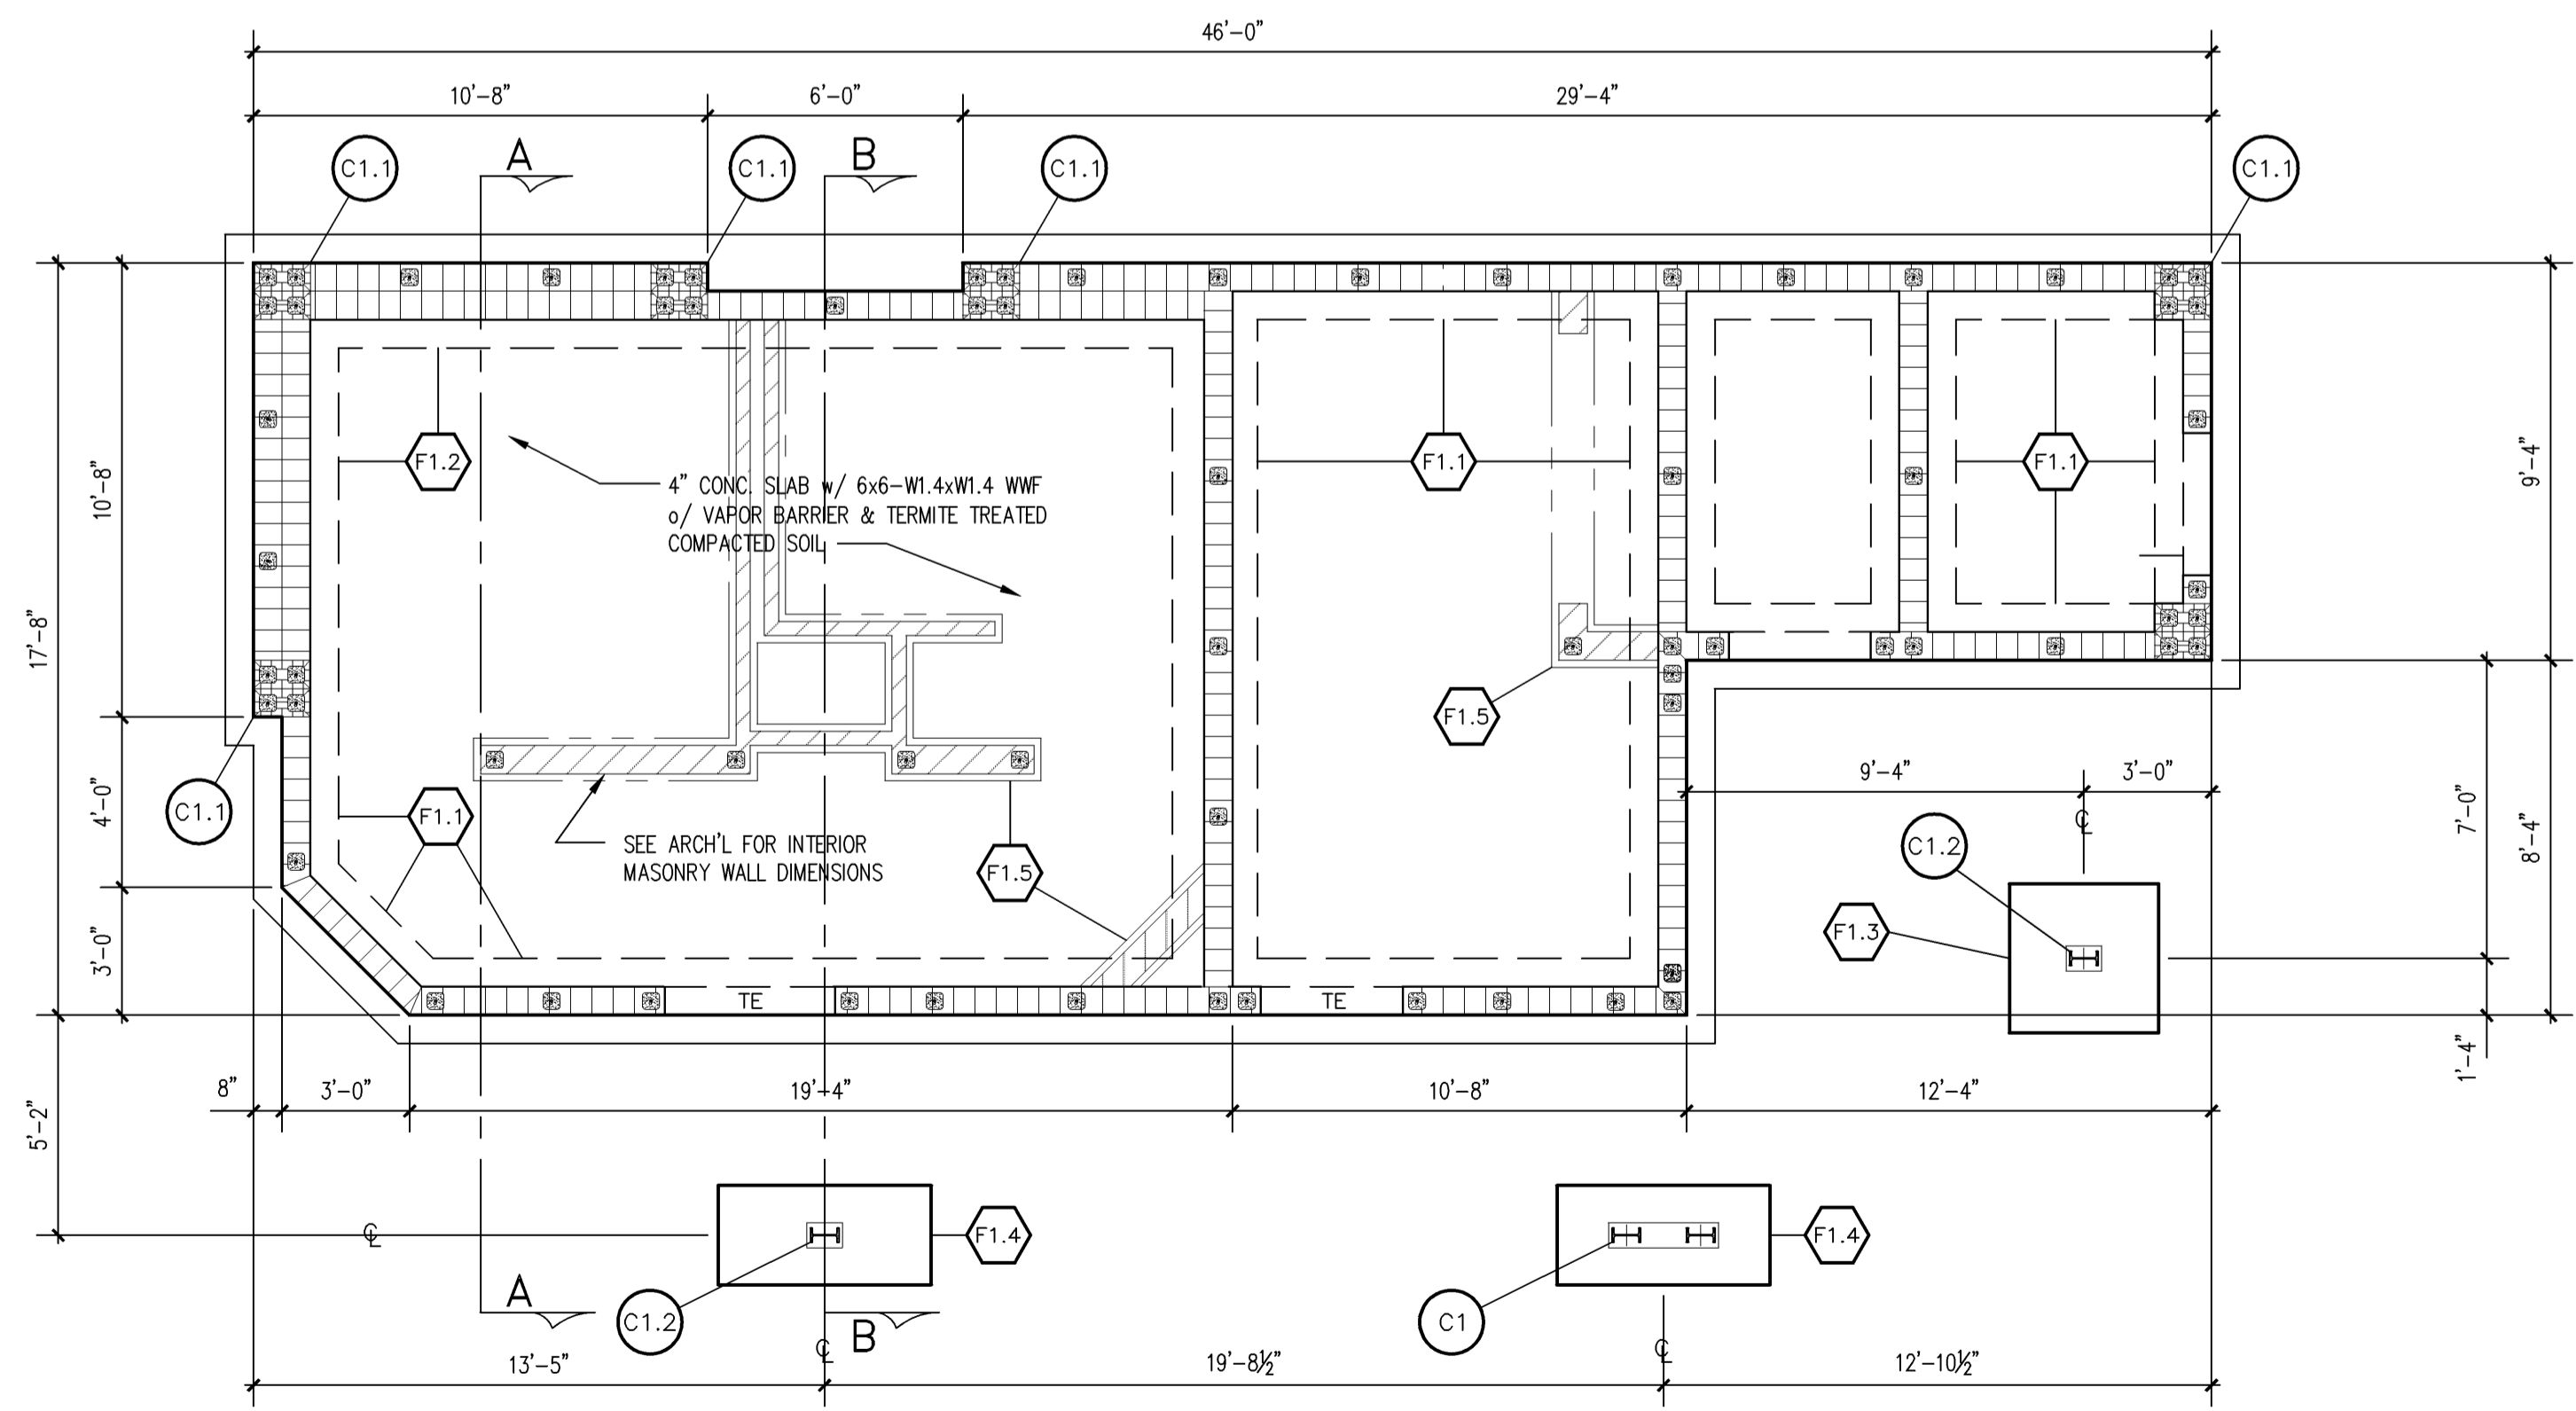 46'-0"
10'-8"
6'-0"
29'-4"
A
B
C1.1
C1.1
C1.1
C1.1
F1.2
F1.1
F1.1
4" CONC. SLAB w/ 6x6-W1.4xW1.4 WWF
o/ VAPOR BARRIER & TERMITE TREATED
COMPACTED SOIL
10'-8"
9'-4"
17'-8"
F1.5
9'-4"
3'-0"
4'-0"
C1.1
F1.1
SEE ARCH'L FOR INTERIOR
MASONRY WALL DIMENSIONS
F1.5
7'-0"
8'-4"
C1.2
℄
F1.3
3'-0"
TE
TE
1'-4"
8"
3'-0"
19'-4"
10'-8"
12'-4"
5'-2"
℄
F1.4
F1.4
A
C1.2
B
℄
C1
℄
13'-5"
19'-8½"
12'-10½"